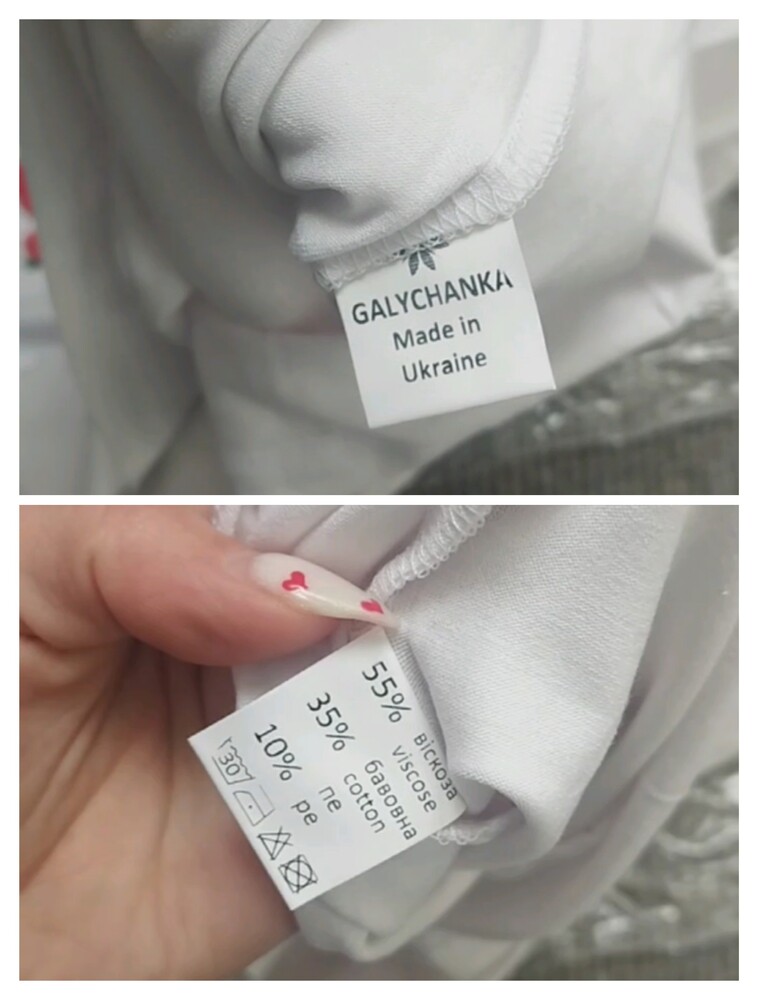 GALYCHANKA
Made in
Ukraine
55% віскоза
viscose
35% бавовна
cotton
10% пе
pe
30